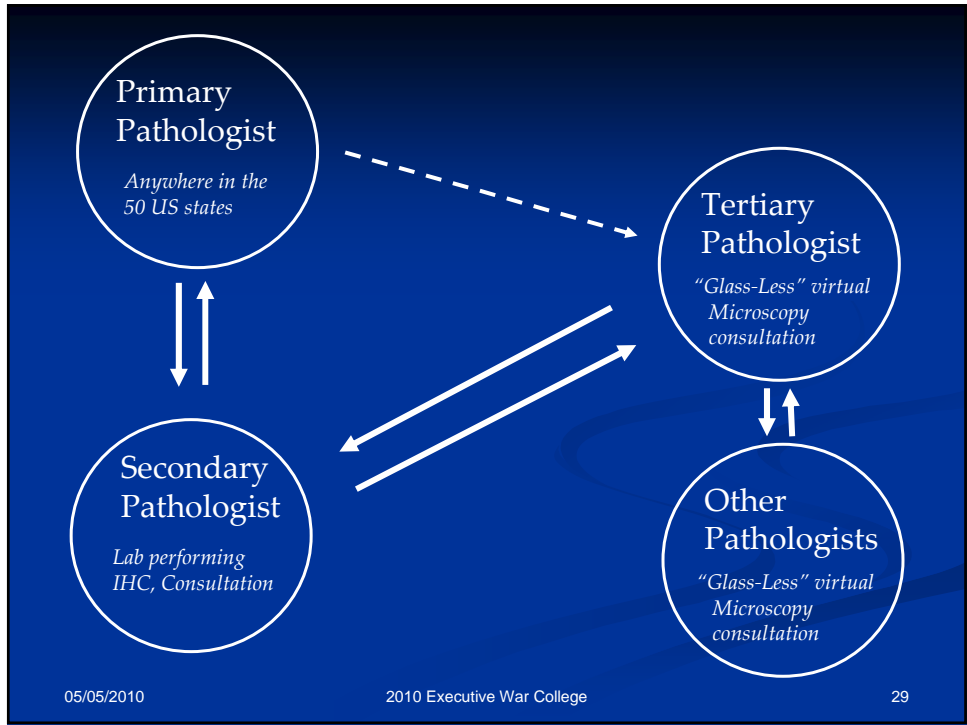 Primary
Pathologist
Anywhere in the
50 US states
Tertiary
Pathologist
“Glass-Less” virtual
Microscopy
consultation
Secondary
Pathologist
Lab performing
IHC, Consultation
Other
Pathologists
“Glass-Less” virtual
Microscopy
consultation
05/05/2010
2010 Executive War College
29